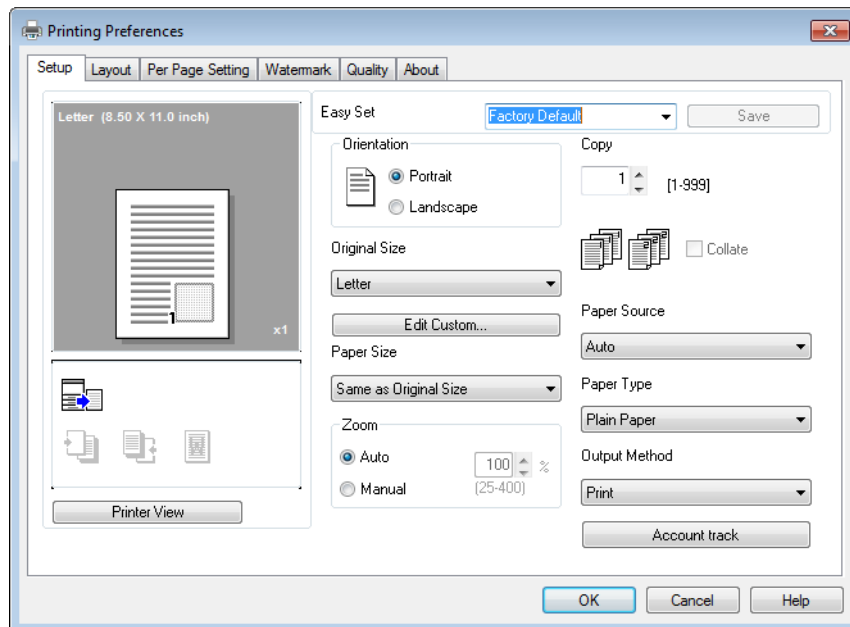 Printing Preferences
Setup Layout Per Page Setting Watermark Quality About
Letter (8.50 X 11.0 inch)
1
x1
Printer View
Easy Set Factory Default Save
Orientation
Portrait
Landscape
Original Size
Letter
Edit Custom...
Paper Size
Same as Original Size
Zoom
Auto
100 %
Manual
(25-400)
Copy
1 [1-999]
Collate
Paper Source
Auto
Paper Type
Plain Paper
Output Method
Print
Account track
OK Cancel Help